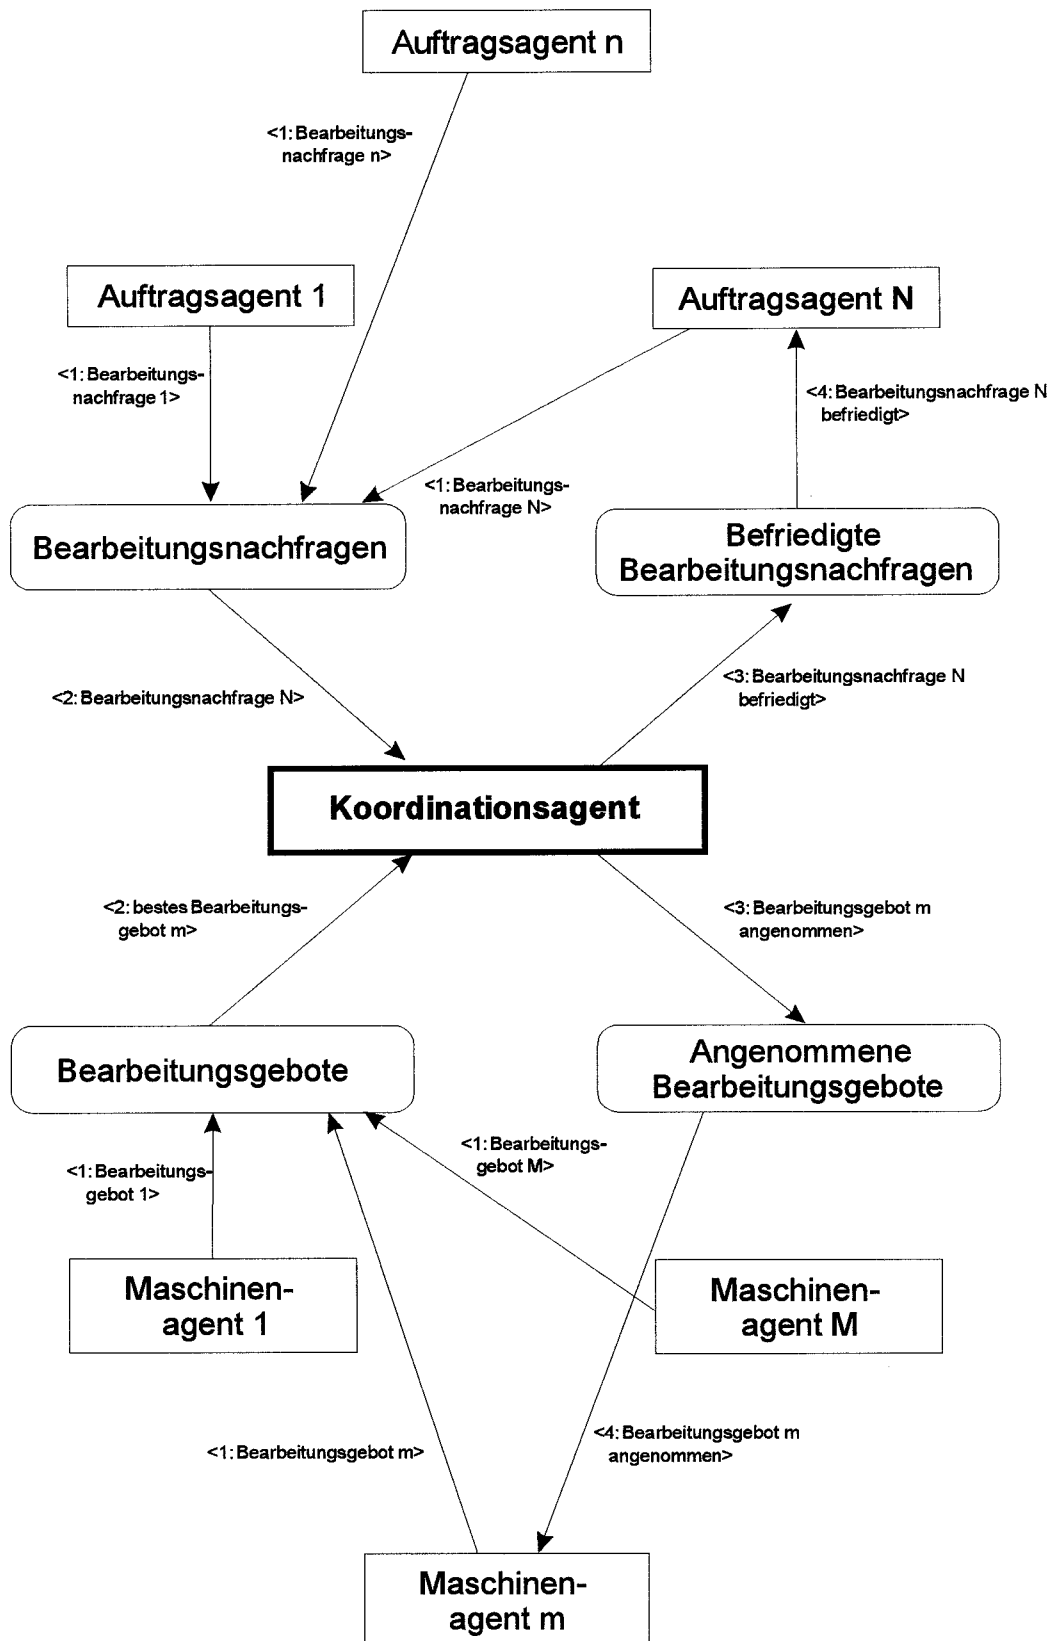 Auftragsagent n
<1: Bearbeitungs-
nachfrage n>
Auftragsagent 1
Auftragsagent N
<1: Bearbeitungs-
nachfrage 1>
<4: Bearbeitungsnachfrage N
befriedigt>
<1: Bearbeitungs-
nachfrage N>
Bearbeitungsnachfragen
Befriedigte
Bearbeitungsnachfragen
<2: Bearbeitungsnachfrage N>
<3: Bearbeitungsnachfrage N
befriedigt>
Koordinationsagent
<2: bestes Bearbeitungs-
gebot m>
<3: Bearbeitungsgebot m
angenommen>
Bearbeitungsgebote
Angenommene
Bearbeitungsgebote
<1: Bearbeitungs-
gebot 1>
<1: Bearbeitungs-
gebot M>
Maschinen-
agent 1
Maschinen-
agent M
<1: Bearbeitungsgebot m>
<4: Bearbeitungsgebot m
angenommen>
Maschinen-
agent m